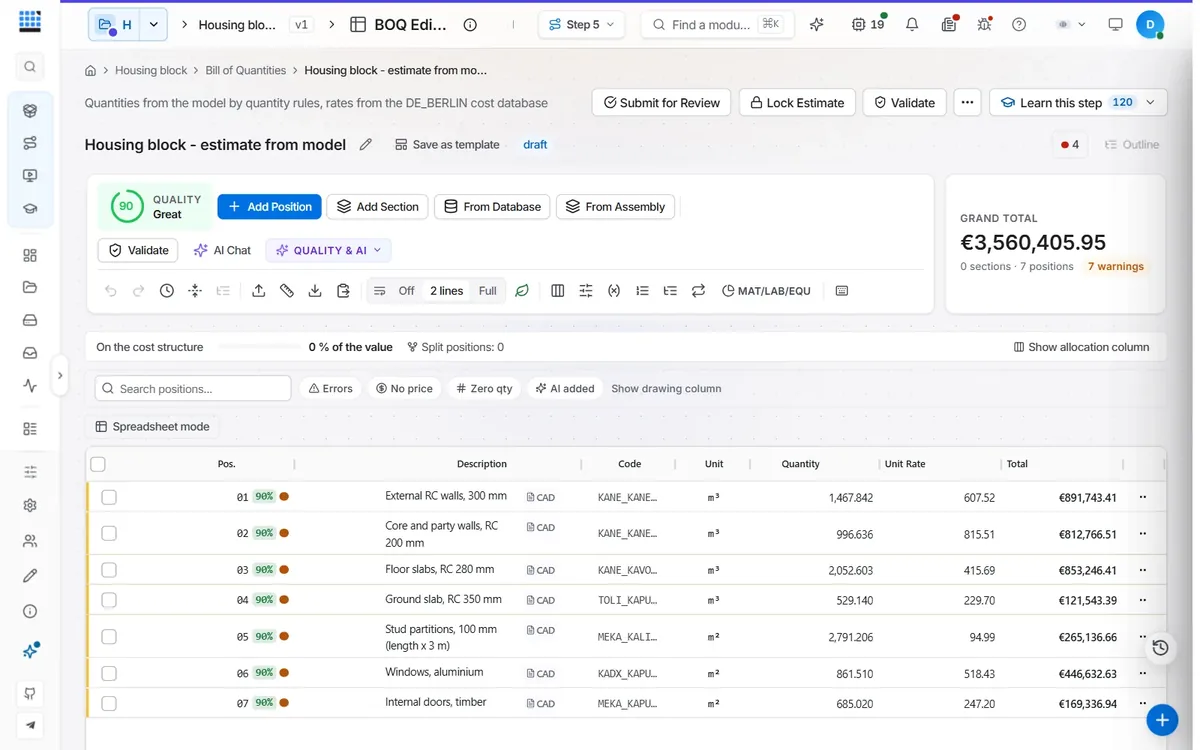 H
Housing blo...
v1
BOQ Edi...
Step 5
Find a modu...
⌘K
19
D
Housing block
Bill of Quantities
Housing block - estimate from mo...
Quantities from the model by quantity rules, rates from the DE_BERLIN cost database
Submit for Review
Lock Estimate
Validate
Learn this step
120
Housing block - estimate from model
Save as template
draft
4
Outline
90
QUALITY
Great
Add Position
Add Section
From Database
From Assembly
Validate
AI Chat
QUALITY & AI
Off
2 lines
Full
MAT/LAB/EQU
GRAND TOTAL
€3,560,405.95
0 sections · 7 positions
7 warnings
On the cost structure
0 % of the value
Split positions: 0
Show allocation column
Search positions...
Errors
No price
Zero qty
AI added
Show drawing column
Spreadsheet mode
Pos. Description Code Unit Quantity Unit Rate Total
01 90% External RC walls, 300 mm CAD KANE_KANE... m³ 1,467.842 607.52 €891,743.41
02 90% Core and party walls, RC 200 mm CAD KANE_KANE... m³ 996.636 815.51 €812,766.51
03 90% Floor slabs, RC 280 mm CAD KANE_KAVO... m³ 2,052.603 415.69 €853,246.41
04 90% Ground slab, RC 350 mm CAD TOLI_KAPU... m³ 529.140 229.70 €121,543.39
05 90% Stud partitions, 100 mm (length x 3 m) CAD MEKA_KALI... m² 2,791.206 94.99 €265,136.66
06 90% Windows, aluminium CAD KADX_KAPU... m² 861.510 518.43 €446,632.63
07 90% Internal doors, timber CAD MEKA_KAPU... m² 685.020 247.20 €169,336.94